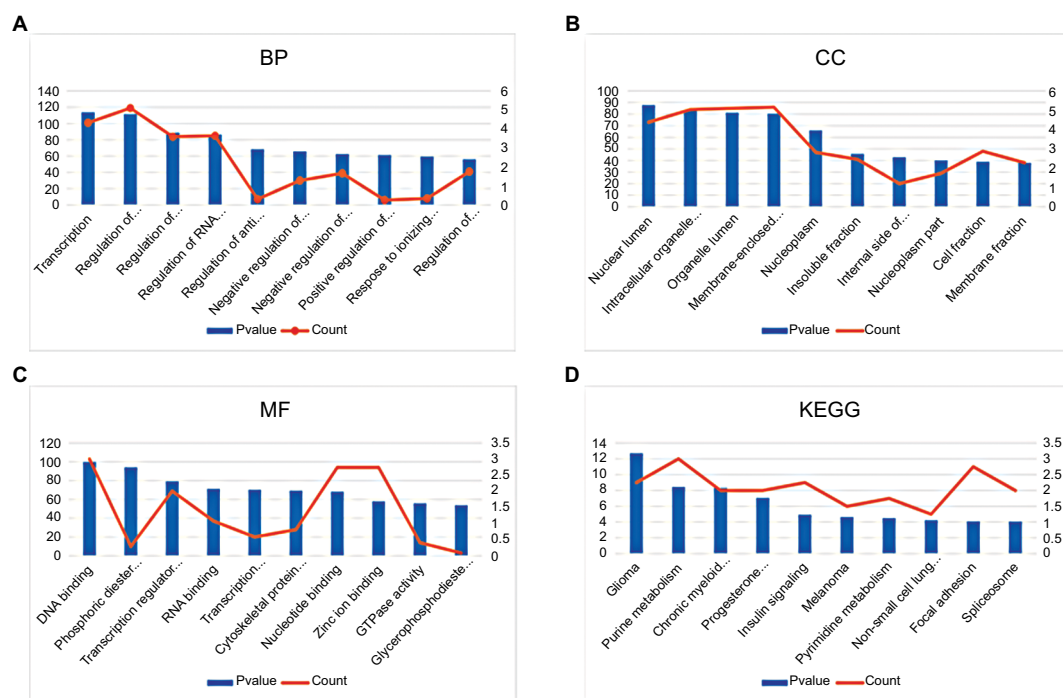 A
BP
140
120
100
80
60
40
20
0
6
5
4
3
2
1
0
Transcription
Regulation of...
Regulation of...
Regulation of RNA...
Regulation of anti...
Negative regulation of...
Negative regulation of...
Positive regulation of...
Respose to ionizing...
Regulation of...
Pvalue Count
B
CC
100
90
80
70
60
50
40
30
20
10
0
6
5
4
3
2
1
0
Nuclear lumen
Intracellular organelle...
Organelle lumen
Membrane-enclosed...
Nucleoplasm
Insoluble fraction
Internal side of...
Nucleoplasm part
Cell fraction
Membrane fraction
Pvalue Count
C
MF
120
100
80
60
40
20
0
3.5
3
2.5
2
1.5
1
0.5
0
DNA binding
Phosphoric diester...
Transcription regulator...
RNA binding
Transcription...
Cytoskeletal protein...
Nucleotide binding
Zinc ion binding
GTPase activity
Glycerophosphodieste...
Pvalue Count
D
KEGG
14
12
10
8
6
4
2
0
3.5
3
2.5
2
1.5
1
0.5
0
Glioma
Purine metabolism
Chronic myeloid...
Progesterone...
Insulin signaling
Melanoma
Pyrimidine metabolism
Non-small cell lung...
Focal adhesion
Spliceosome
Pvalue Count